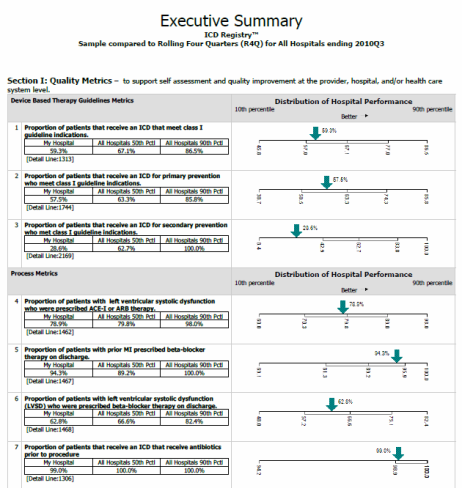 Executive Summary
ICD Registry™
Sample compared to Rolling Four Quarters (R4Q) for All Hospitals ending 2010Q3
Section I: Quality Metrics – to support self assessment and quality improvement at the provider, hospital, and/or health care
system level.
Device Based Therapy Guidelines Metrics
Distribution of Hospital Performance
10th percentile 90th percentile
Better
1 Proportion of patients that receive an ICD that meet class I
guideline indications.
My Hospital All Hospitals 50th Pctl All Hospitals 90th Pctl
59.3% 67.1% 86.5%
[Detail Line:1313]
59.3%
2 Proportion of patients that receive an ICD for primary prevention
who meet class I guideline indications.
My Hospital All Hospitals 50th Pctl All Hospitals 90th Pctl
57.5% 63.3% 85.8%
[Detail Line:1744]
57.5%
3 Proportion of patients that receive an ICD for secondary prevention
who meet class I guideline indications.
My Hospital All Hospitals 50th Pctl All Hospitals 90th Pctl
28.6% 62.7% 100.0%
[Detail Line:2169]
28.6%
Process Metrics
Distribution of Hospital Performance
10th percentile 90th percentile
Better
4 Proportion of patients with left ventricular systolic dysfunction
who were prescribed ACE-I or ARB therapy.
My Hospital All Hospitals 50th Pctl All Hospitals 90th Pctl
78.9% 79.8% 98.0%
[Detail Line:1462]
78.9%
5 Proportion of patients with prior MI prescribed beta-blocker
therapy on discharge.
My Hospital All Hospitals 50th Pctl All Hospitals 90th Pctl
94.3% 89.2% 100.0%
[Detail Line:1467]
94.3%
6 Proportion of patients with left ventricular systolic dysfunction
(LVSD) who were prescribed beta-blocker therapy on discharge.
My Hospital All Hospitals 50th Pctl All Hospitals 90th Pctl
62.8% 66.6% 82.4%
[Detail Line:1468]
62.8%
7 Proportion of patients that receive an ICD that receive antibiotics
prior to procedure
My Hospital All Hospitals 50th Pctl All Hospitals 90th Pctl
99.0% 100.0% 100.0%
[Detail Line:1306]
99.0%